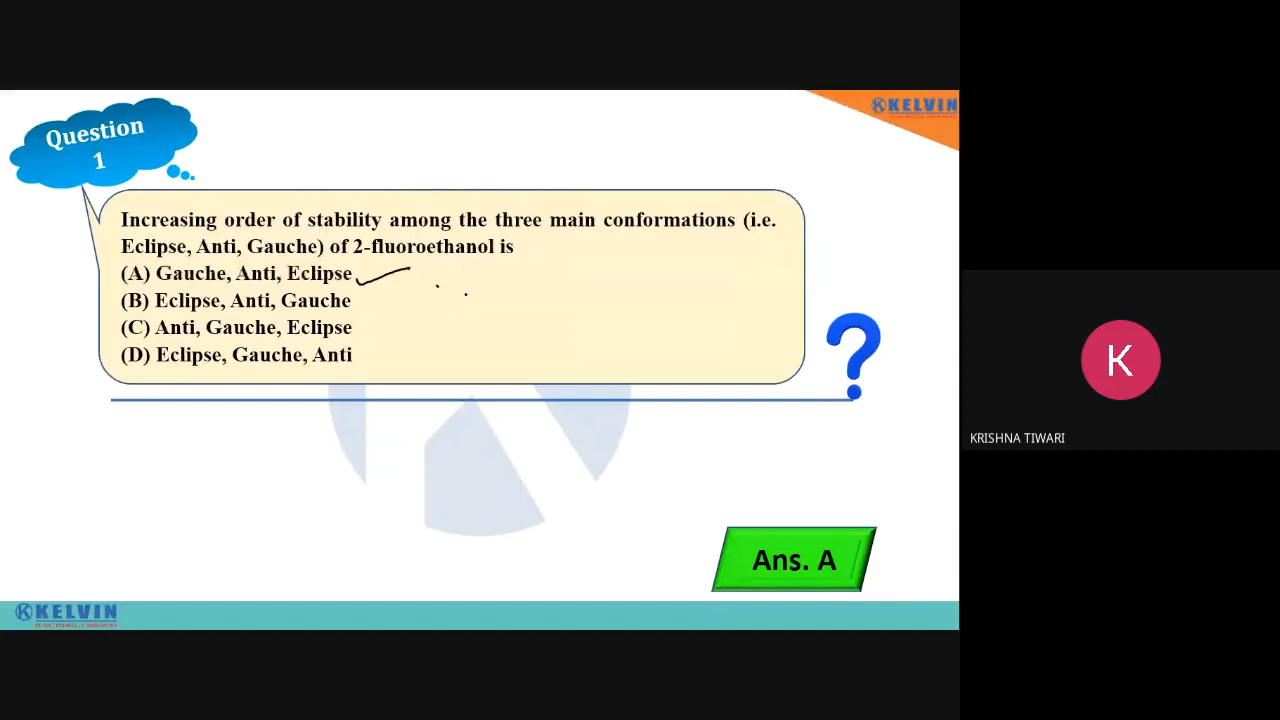 Question
1
KELVIN
Increasing order of stability among the three main conformations (i.e.
Eclipse, Anti, Gauche) of 2-fluoroethanol is
(A) Gauche, Anti, Eclipse
(B) Eclipse, Anti, Gauche
(C) Anti, Gauche, Eclipse
(D) Eclipse, Gauche, Anti
?
K
KRISHNA TIWARI
Ans. A
KELVIN